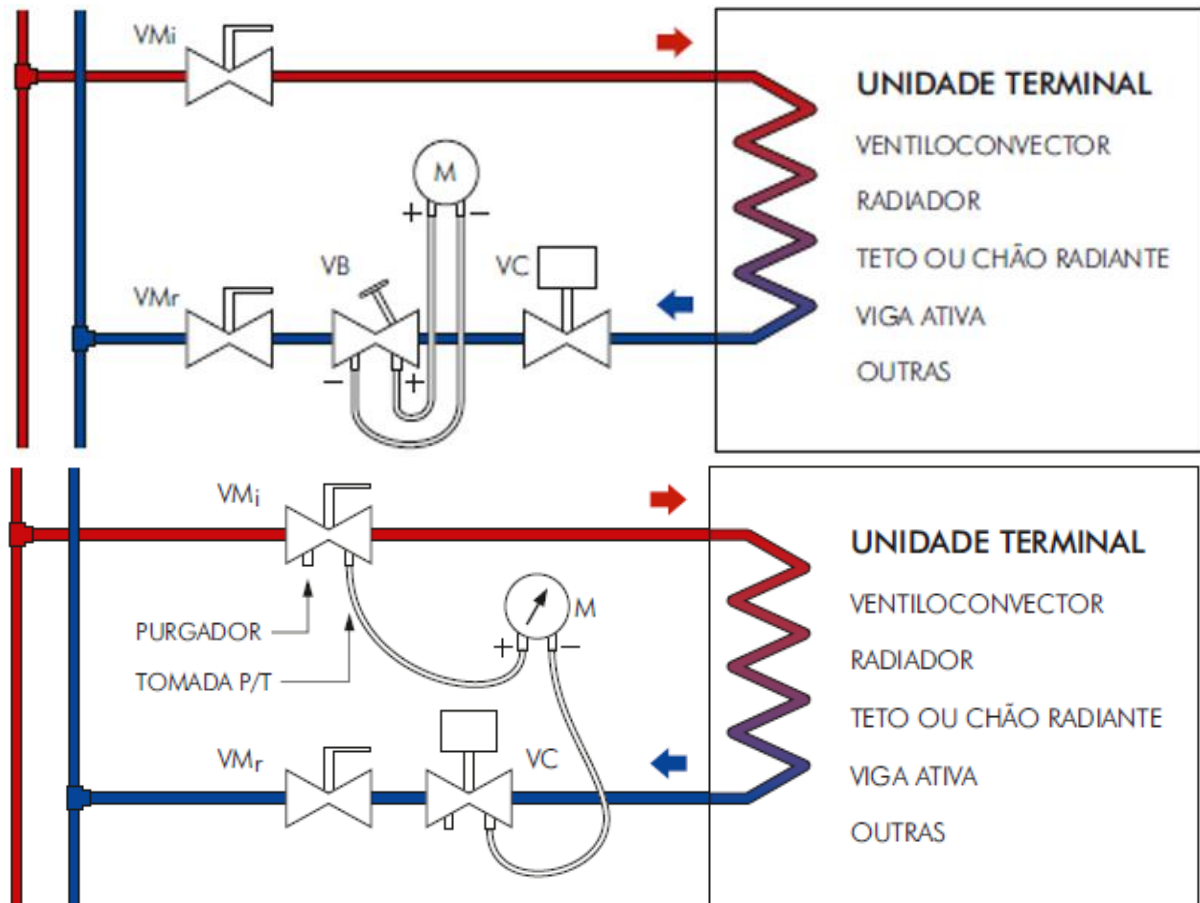 VMi
UNIDADE TERMINAL
VENTILOCONVECTOR
M
+ −
RADIADOR
VB
VC
TETO OU CHÃO RADIANTE
VMr
VIGA ATIVA
− +
OUTRAS
VMi
UNIDADE TERMINAL
VENTILOCONVECTOR
M
PURGADOR
+ −
RADIADOR
TOMADA P/T
TETO OU CHÃO RADIANTE
VMr
VC
VIGA ATIVA
OUTRAS